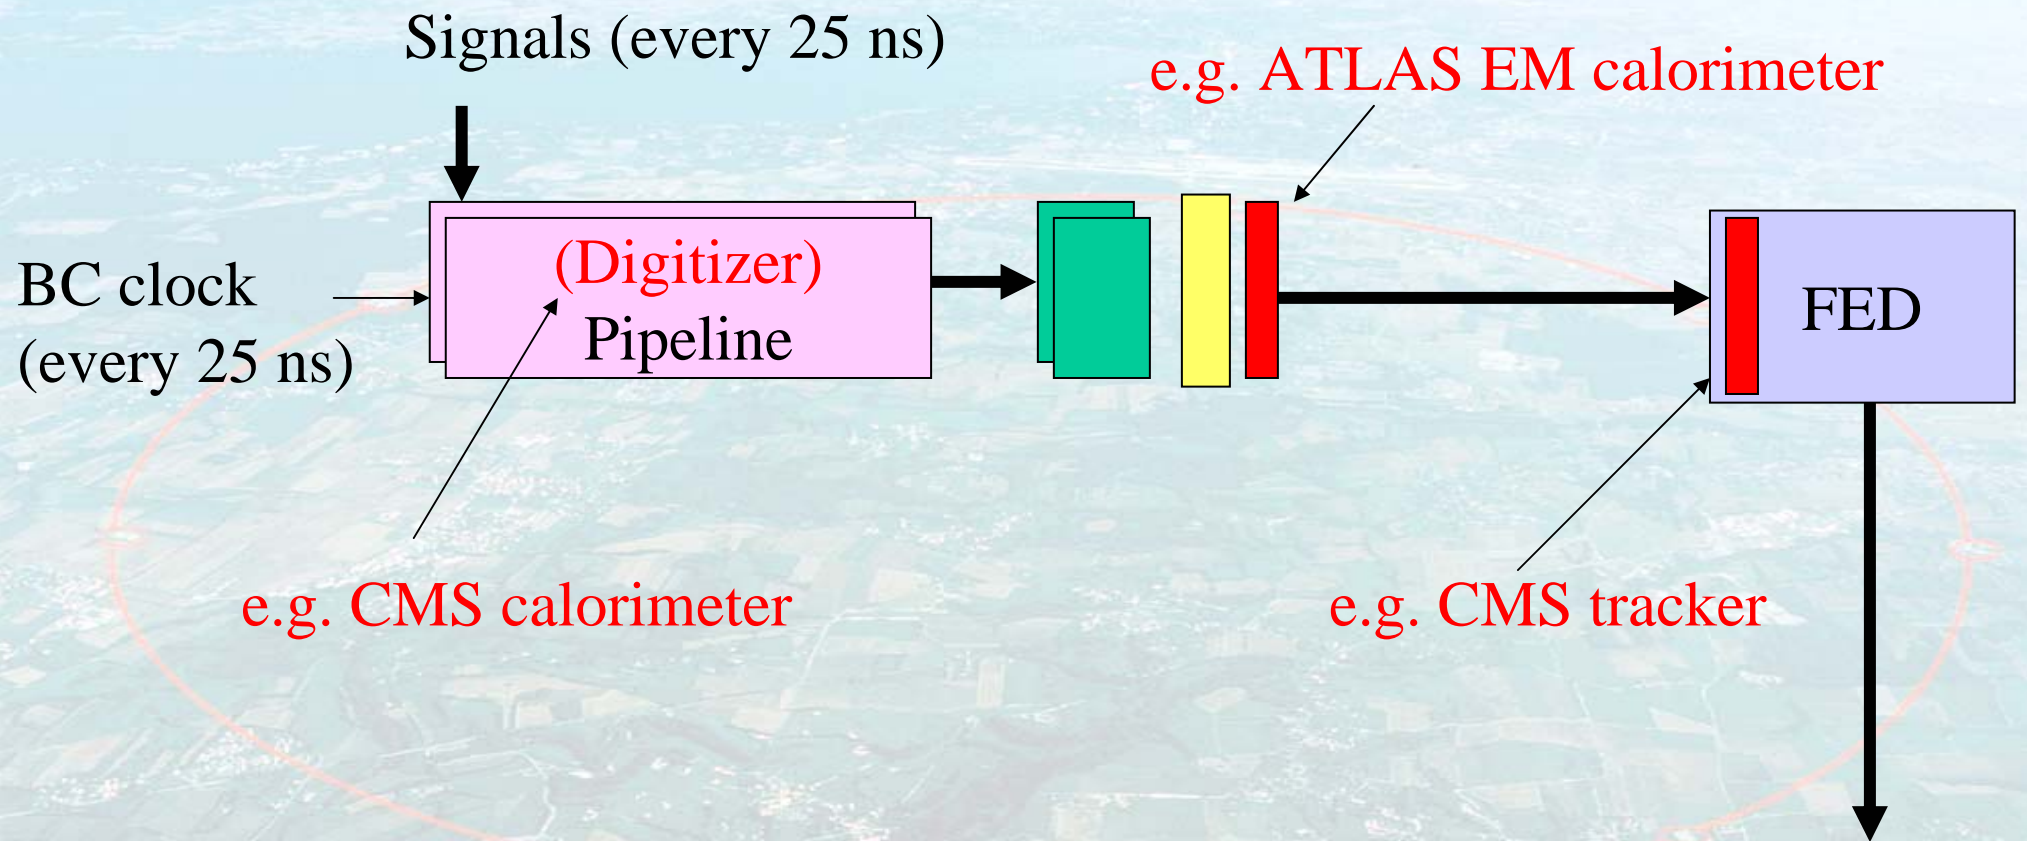 Signals (every 25 ns)
e.g. ATLAS EM calorimeter
(Digitizer)
Pipeline
BC clock
(every 25 ns)
FED
e.g. CMS calorimeter
e.g. CMS tracker